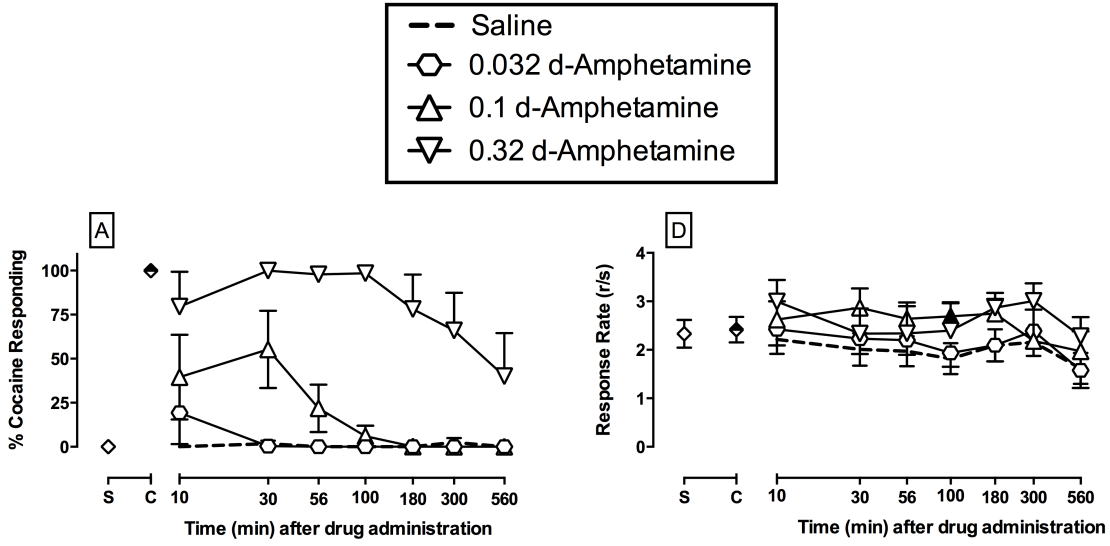 Saline
0.032 d-Amphetamine
0.1 d-Amphetamine
0.32 d-Amphetamine
A
% Cocaine Responding
100
75
50
25
0
S
C
10
30
56
100
180
300
560
Time (min) after drug administration
D
Response Rate (r/s)
4
3
2
1
0
S
C
10
30
56
100
180
300
560
Time (min) after drug administration